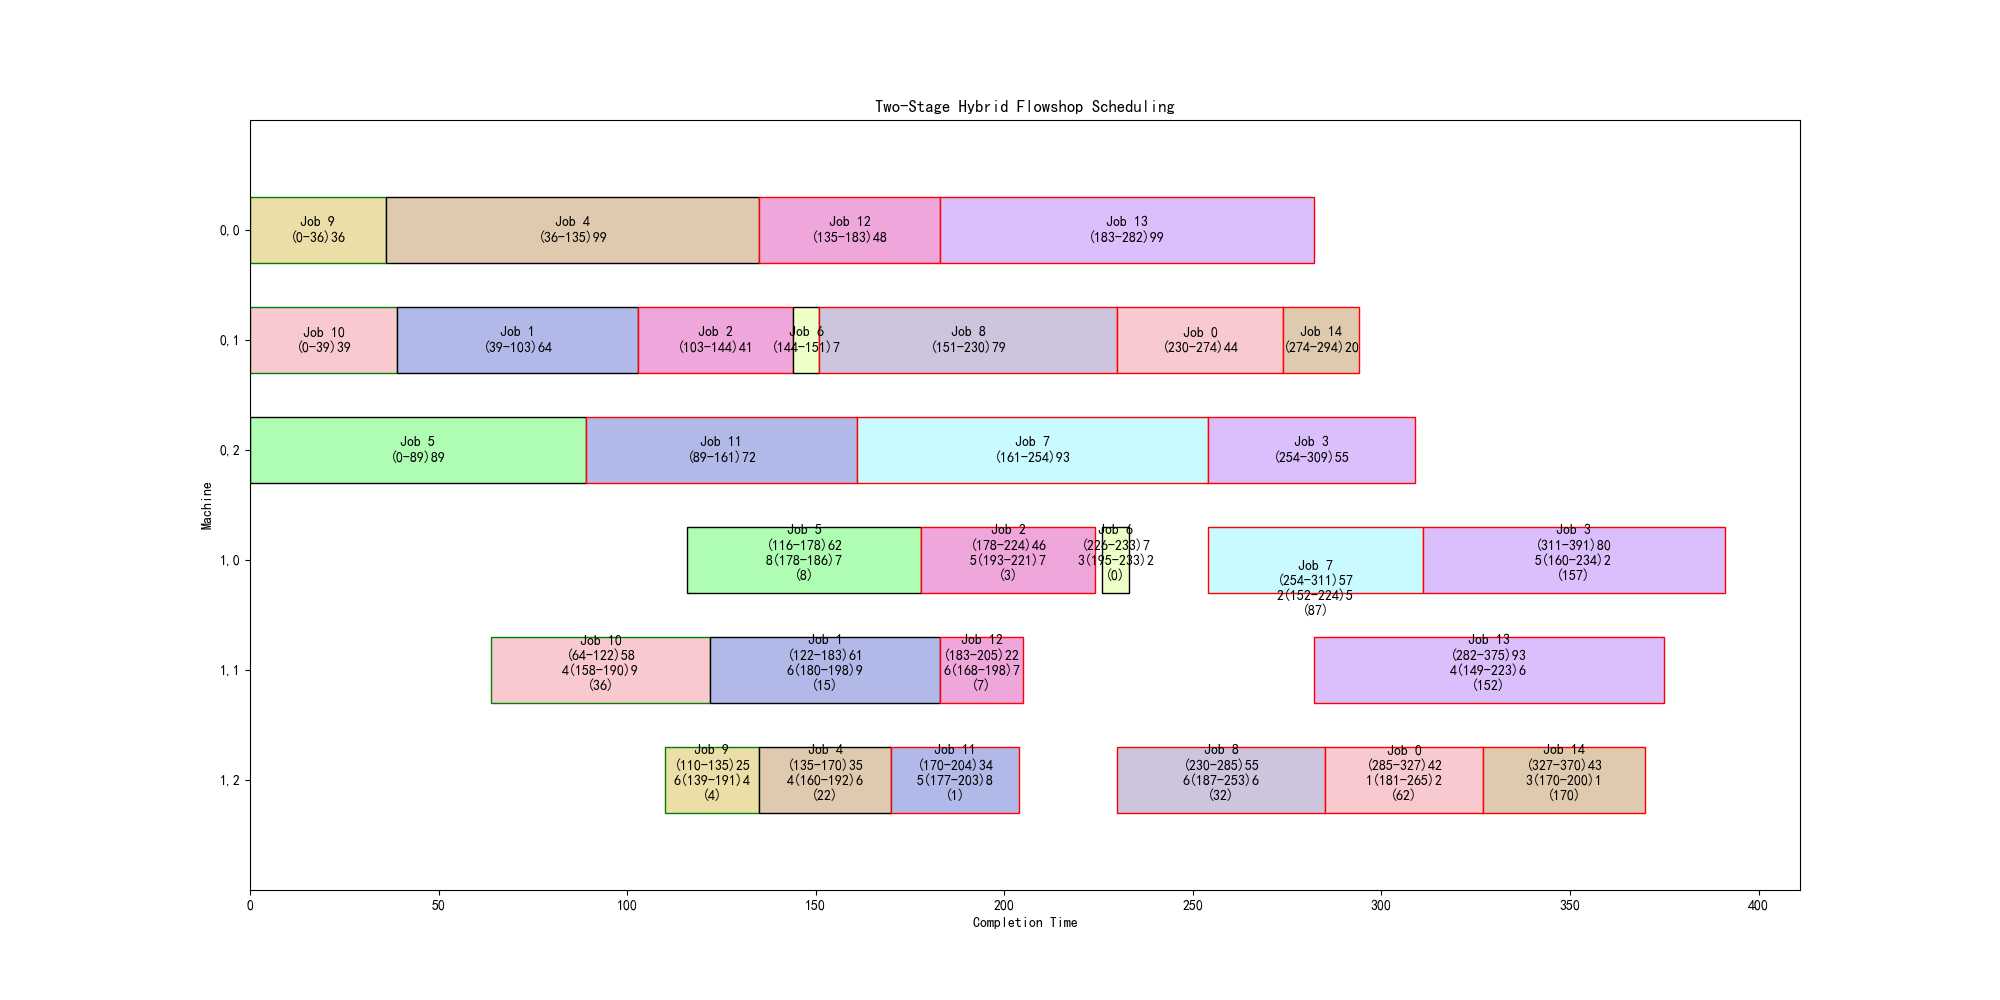 Two-Stage Hybrid Flowshop Scheduling
0,0
Job 9
(0-36)36
Job 4
(36-135)99
Job 12
(135-183)48
Job 13
(183-282)99
0,1
Job 10
(0-39)39
Job 1
(39-103)64
Job 2
(103-144)41
Job 6
(144-151)7
Job 8
(151-230)79
Job 0
(230-274)44
Job 14
(274-294)20
0,2
Job 5
(0-89)89
Job 11
(89-161)72
Job 7
(161-254)93
Job 3
(254-309)55
Machine
1,0
Job 5
(116-178)62
8(178-186)7
(8)
Job 2
(178-224)46
5(193-221)7
(3)
Job 6
(226-233)7
3(195-233)2
(0)
Job 7
(254-311)57
2(152-224)5
(87)
Job 3
(311-391)80
5(160-234)2
(157)
1,1
Job 10
(64-122)58
4(158-190)9
(36)
Job 1
(122-183)61
6(180-198)9
(15)
Job 12
(183-205)22
6(168-198)7
(7)
Job 13
(282-375)93
4(149-223)6
(152)
1,2
Job 9
(110-135)25
6(139-191)4
(4)
Job 4
(135-170)35
4(160-192)6
(22)
Job 11
(170-204)34
5(177-203)8
(1)
Job 8
(230-285)55
6(187-253)6
(32)
Job 0
(285-327)42
1(181-265)2
(62)
Job 14
(327-370)43
3(170-200)1
(170)
0
50
100
150
200
250
300
350
400
Completion Time